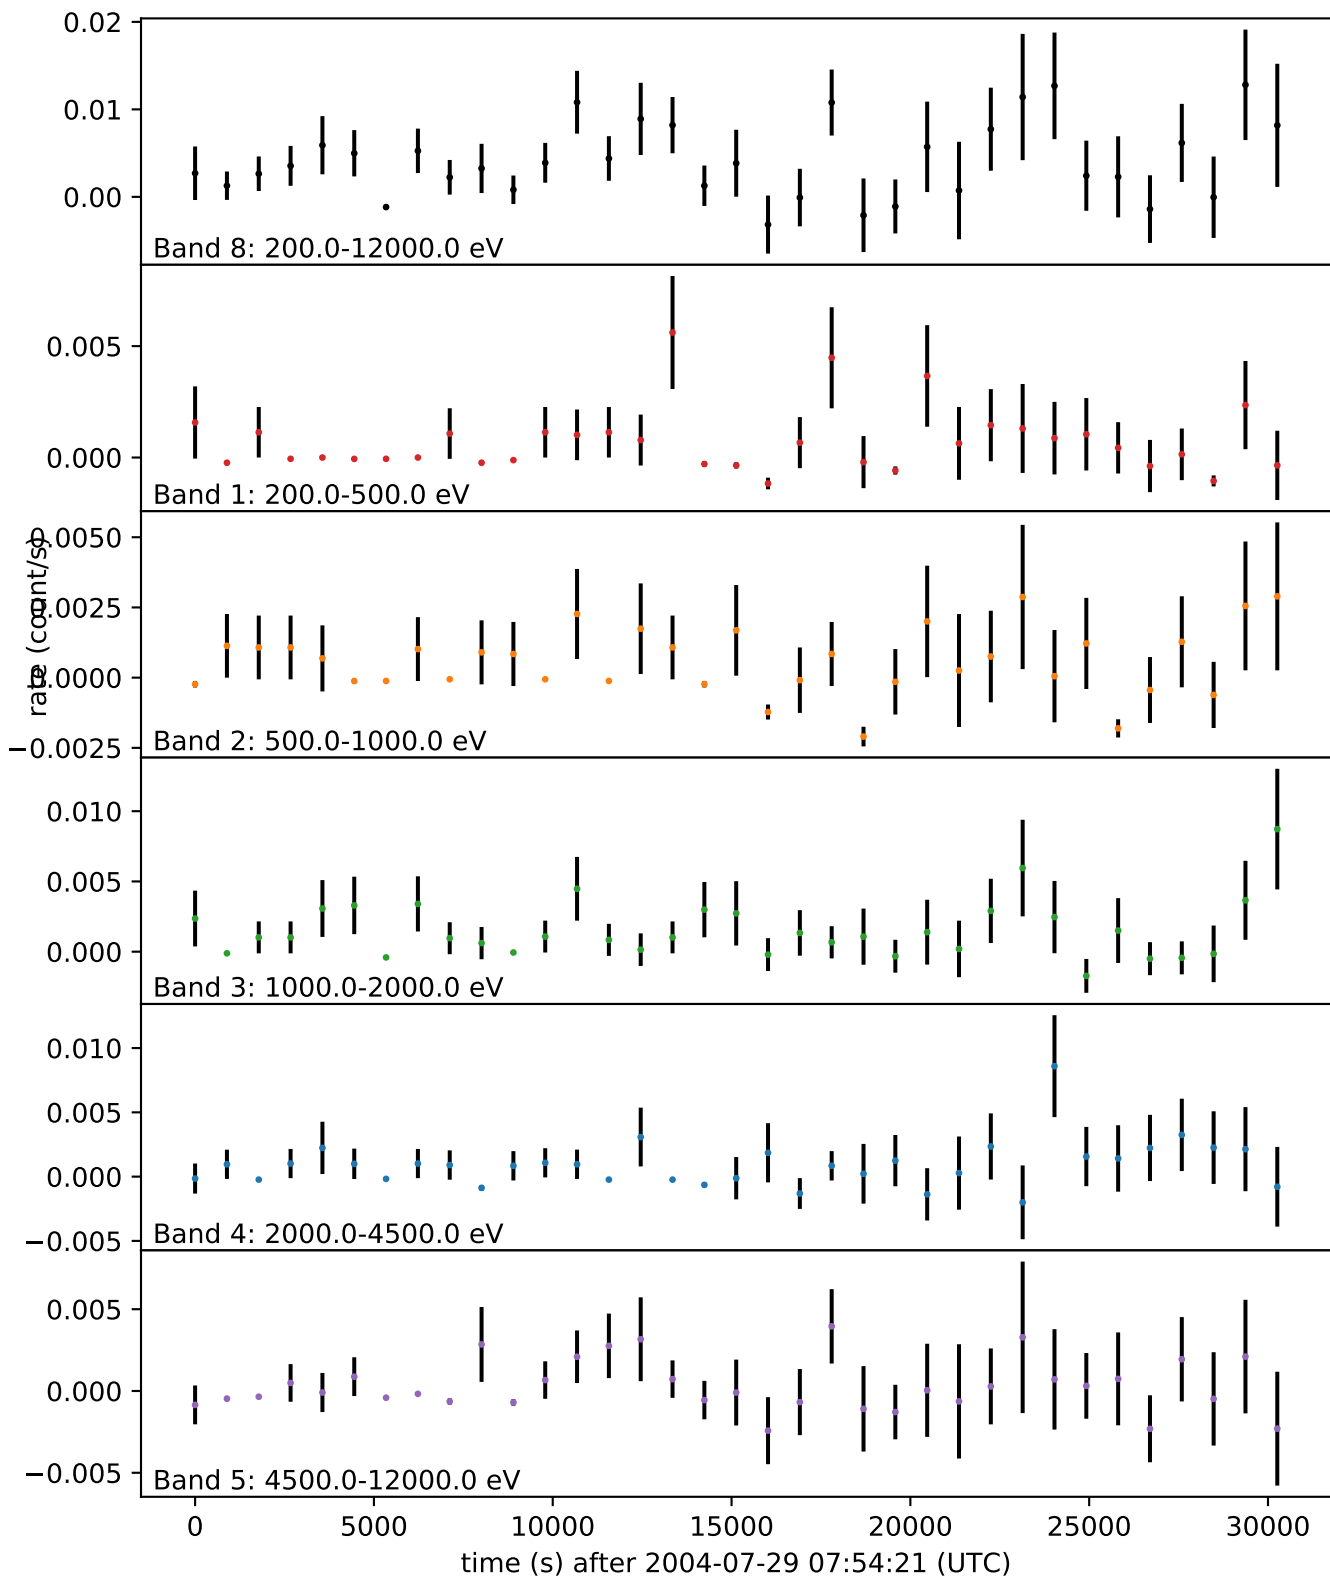 0.02
0.01
0.00
Band 8: 200.0-12000.0 eV
0.005
0.000
Band 1: 200.0-500.0 eV
rate (count/s)
0.0050
0.0025
0.0000
−0.0025
Band 2: 500.0-1000.0 eV
0.010
0.005
0.000
Band 3: 1000.0-2000.0 eV
0.010
0.005
0.000
−0.005
Band 4: 2000.0-4500.0 eV
0.005
0.000
−0.005
Band 5: 4500.0-12000.0 eV
0 5000 10000 15000 20000 25000 30000
time (s) after 2004-07-29 07:54:21 (UTC)